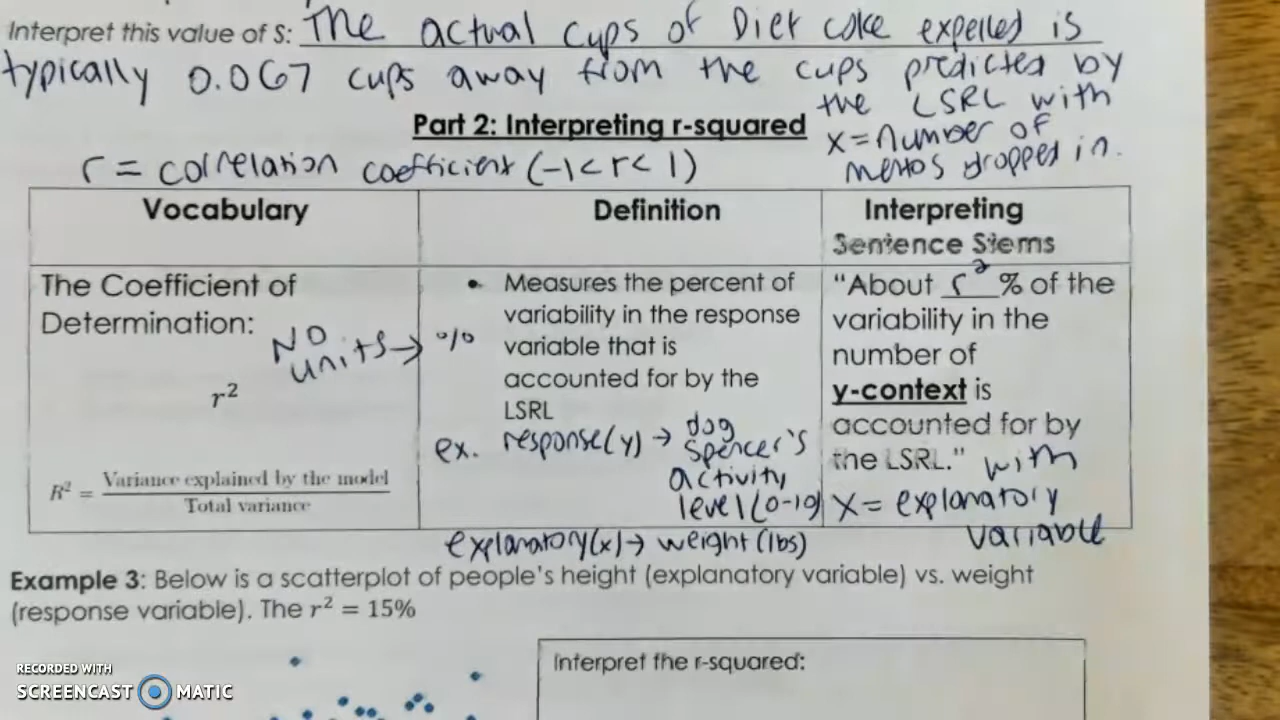 Interpret this value of S: The actual cups of Diet coke expelled is
typically 0.067 cups away from the cups predicted by
the LSRL with
x = number of
mentos dropped in.
Part 2: Interpreting r-squared
r = correlation coefficient (-1 < r < 1)
Vocabulary
Definition
Interpreting
Sentence Stems
The Coefficient of
Determination:
NO
units → %
r²
R² = Variance explained by the model
Total variance
• Measures the percent of
variability in the response
variable that is
accounted for by the
LSRL
ex. response(y) → dog
Spencer's
activity
level (0-10)
explanatory(x) → weight (lbs)
"About r² % of the
variability in the
number of
y-context is
accounted for by
the LSRL." with
x = explanatory
variable
Example 3: Below is a scatterplot of people's height (explanatory variable) vs. weight
(response variable). The r² = 15%
Interpret the r-squared:
RECORDED WITH
SCREENCAST MATIC